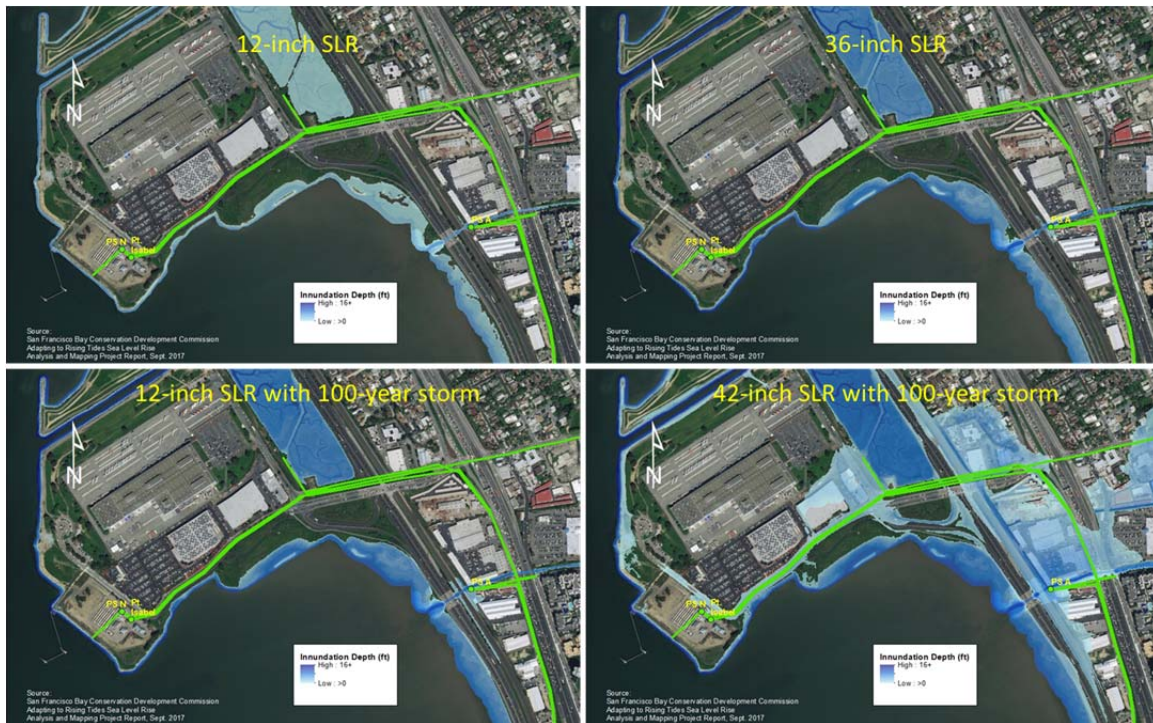 12-inch SLR
N
PS N
Pt
Isabel
PS A
Innundation Depth (ft)
High : 16+
Low : >0
Source:
San Francisco Bay Conservation Development Commission
Adapting to Rising Tides Sea Level Rise
Analysis and Mapping Project Report, Sept. 2017
36-inch SLR
N
PS N
Pt
Isabel
PS A
Innundation Depth (ft)
High : 16+
Low : >0
Source:
San Francisco Bay Conservation Development Commission
Adapting to Rising Tides Sea Level Rise
Analysis and Mapping Project Report, Sept. 2017
12-inch SLR with 100-year storm
N
PS N
Pt
Isabel
PS A
Innundation Depth (ft)
High : 16+
Low : >0
Source:
San Francisco Bay Conservation Development Commission
Adapting to Rising Tides Sea Level Rise
Analysis and Mapping Project Report, Sept. 2017
42-inch SLR with 100-year storm
N
PS N
Pt
Isabel
PS A
Innundation Depth (ft)
High : 16+
Low : >0
Source:
San Francisco Bay Conservation Development Commission
Adapting to Rising Tides Sea Level Rise
Analysis and Mapping Project Report, Sept. 2017